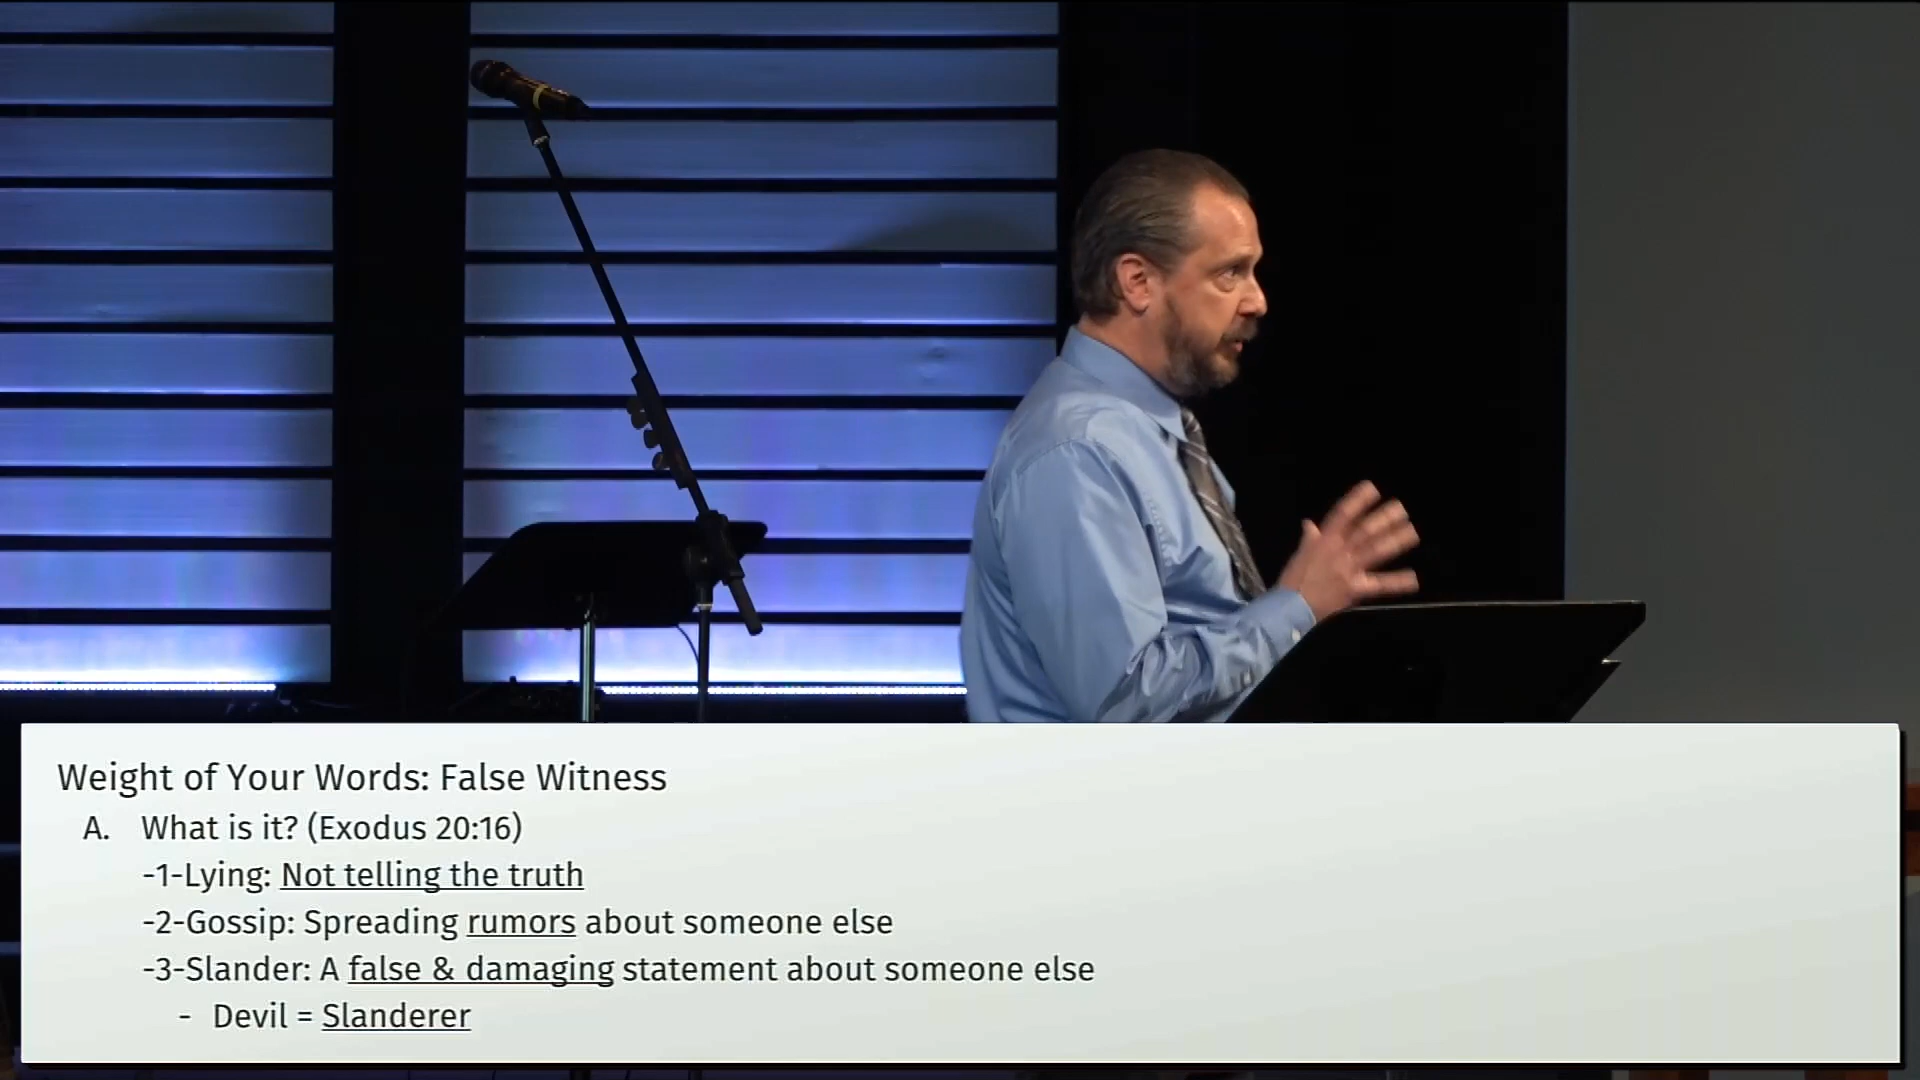 Weight of Your Words: False Witness
A. What is it? (Exodus 20:16)
-1-Lying: Not telling the truth
-2-Gossip: Spreading rumors about someone else
-3-Slander: A false & damaging statement about someone else
- Devil = Slanderer